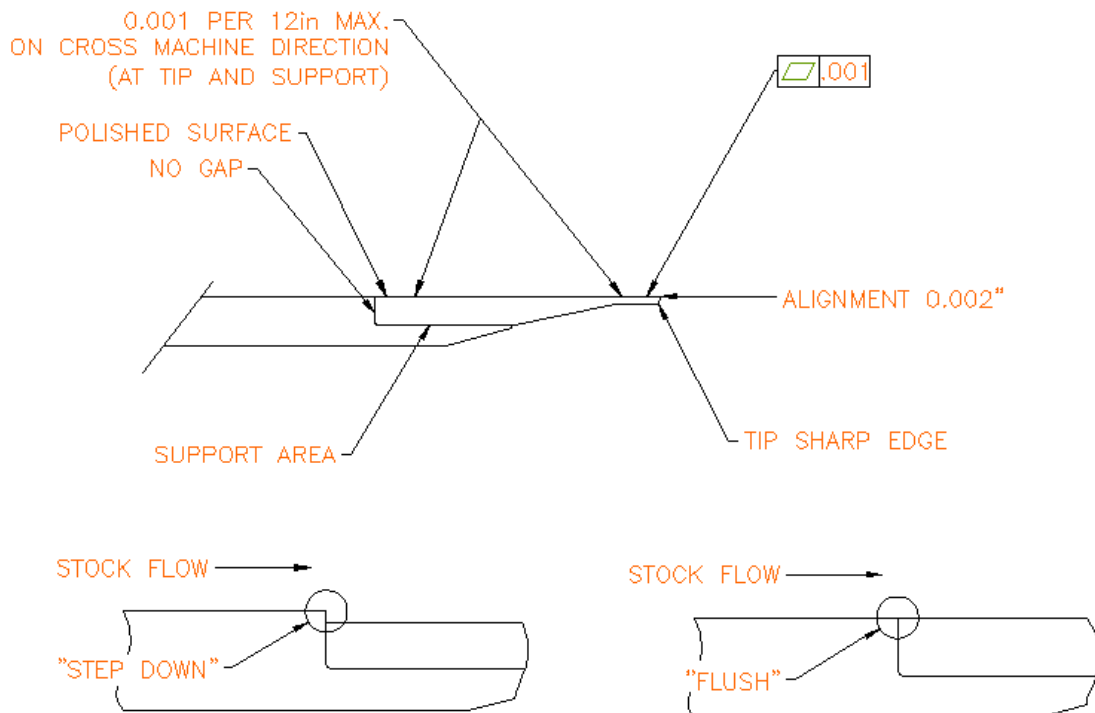 0.001 PER 12in MAX.
ON CROSS MACHINE DIRECTION
(AT TIP AND SUPPORT)
.001
POLISHED SURFACE
NO GAP
ALIGNMENT 0.002"
SUPPORT AREA
TIP SHARP EDGE
STOCK FLOW
"STEP DOWN"
STOCK FLOW
"FLUSH"